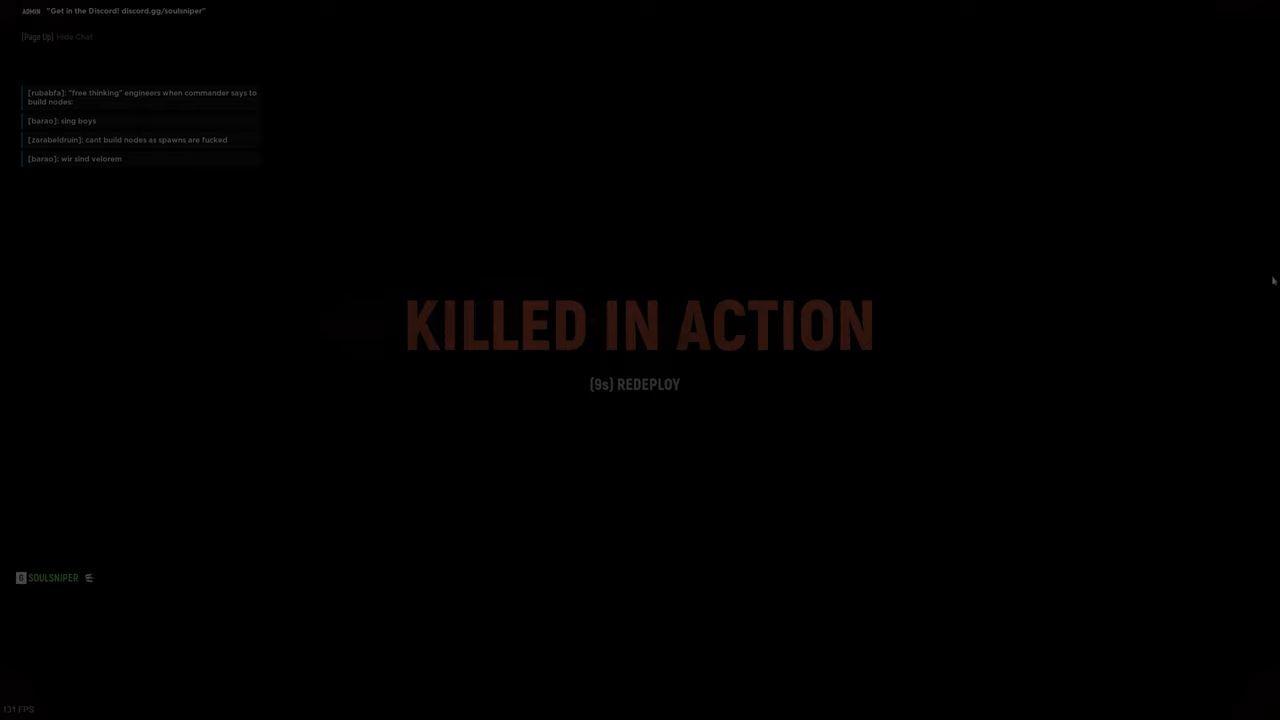 ADMIN "Get in the Discord! discord.gg/soulsniper"
[Page Up] Hide Chat
[rubabfa]: "free thinking" engineers when commander says to
build nodes:
[barao]: sing boys
[zarabeldruin]: cant build nodes as spawns are fucked
[barao]: wir sind velorem
KILLED IN ACTION
(9s) REDEPLOY
G SOULSNIPER
131 FPS